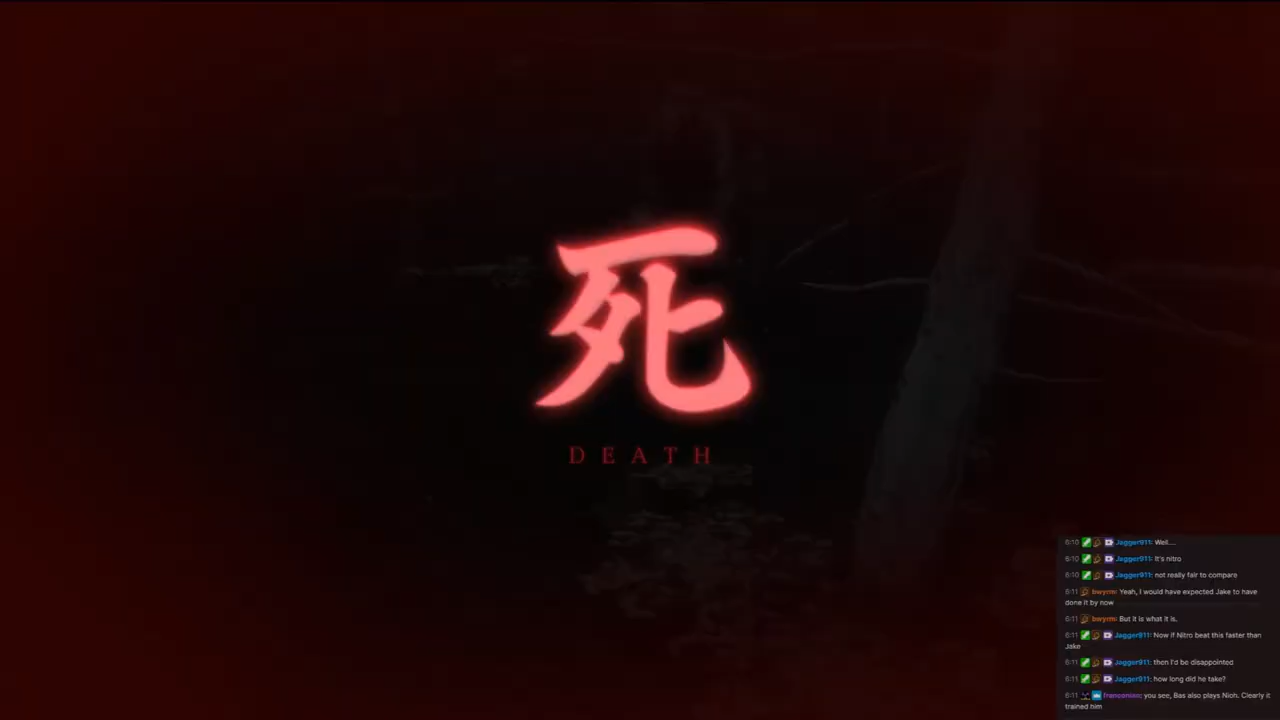 死
DEATH
6:10 Jagger911: Well....
6:10 Jagger911: It's nitro
6:10 Jagger911: not really fair to compare
6:11 bwyrm: Yeah, I would have expected Jake to have
done it by now
6:11 bwyrm: But it is what it is.
6:11 Jagger911: Now if Nitro beat this faster than
Jake
6:11 Jagger911: then I'd be disappointed
6:11 Jagger911: how long did he take?
6:11 : you see, Bas also plays Nioh. Clearly it
trained him